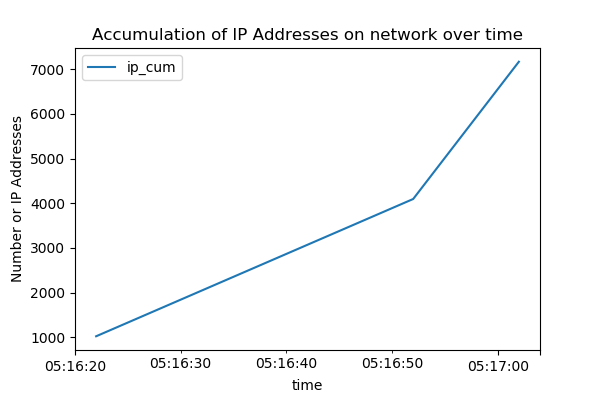 Accumulation of IP Addresses on network over time
ip_cum
7000
6000
5000
4000
3000
2000
1000
Number or IP Addresses
05:16:20 05:16:30 05:16:40 05:16:50 05:17:00
time